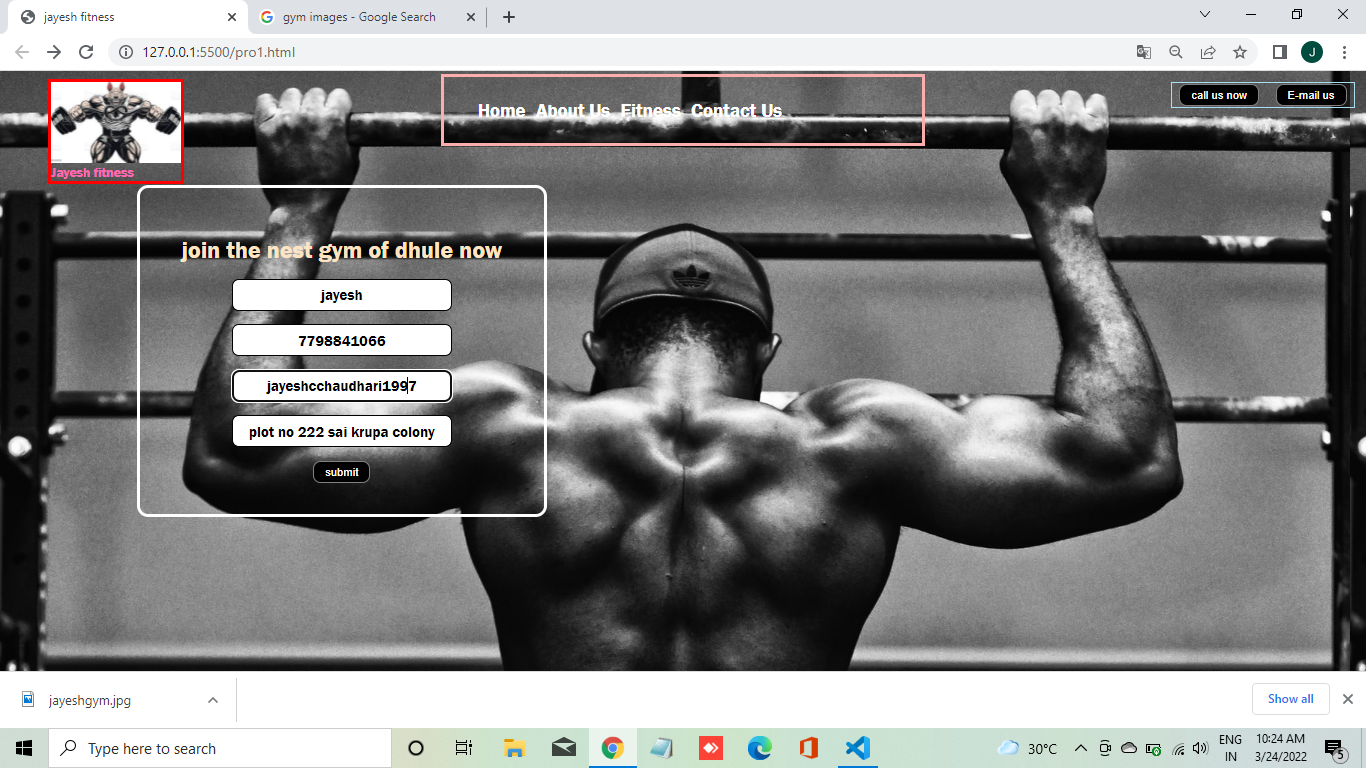 jayesh fitness
gym images - Google Search
127.0.0.1:5500/pro1.html
J
Home About Us Fitness Contact Us
call us now
E-mail us
Jayesh fitness
join the nest gym of dhule now
jayesh
7798841066
jayeshcchaudhari1997
plot no 222 sai krupa colony
submit
jayeshgym.jpg
Show all
Type here to search
30°C
ENG
IN
10:24 AM
3/24/2022
5